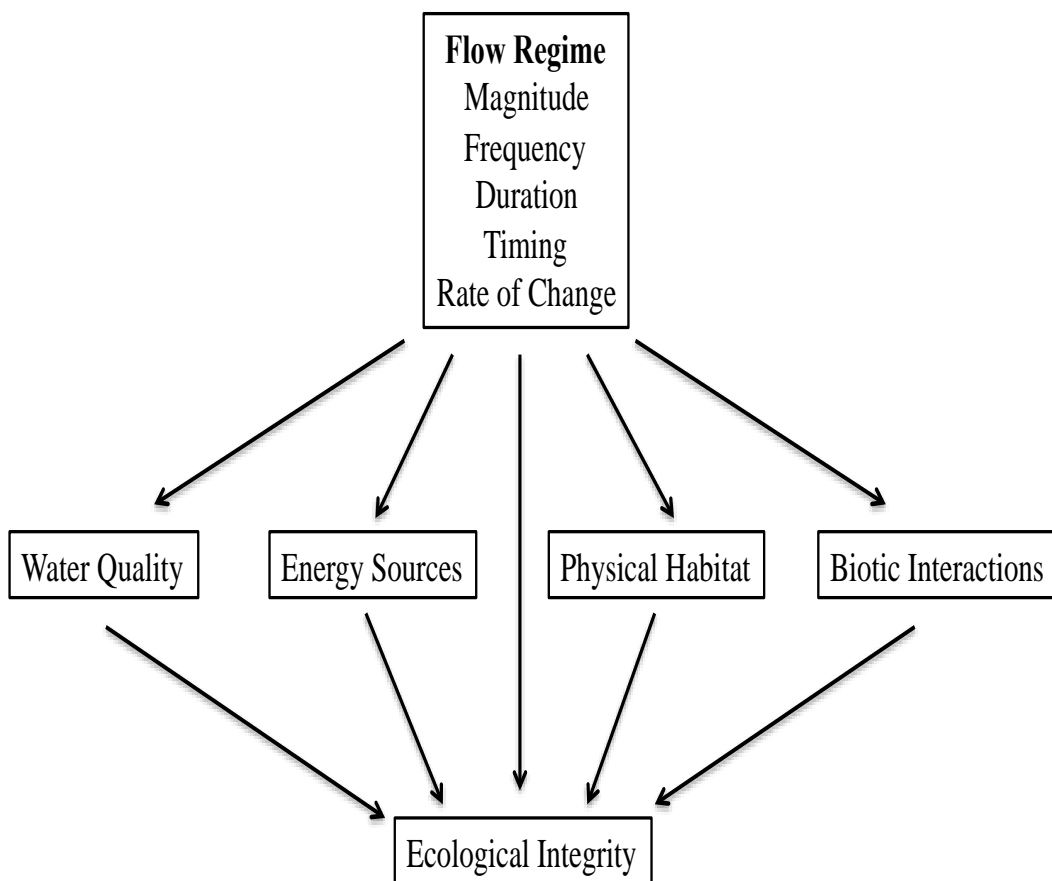 Flow Regime
Magnitude
Frequency
Duration
Timing
Rate of Change
Water Quality
Energy Sources
Physical Habitat
Biotic Interactions
Ecological Integrity